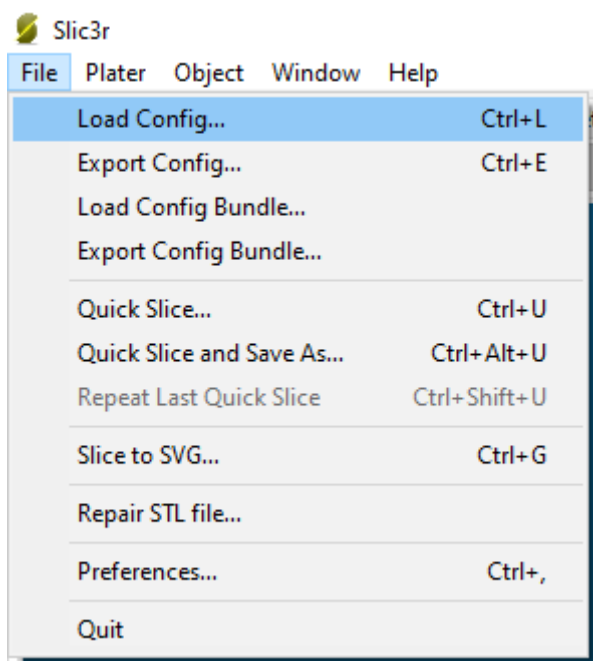 Slic3r
File Plater Object Window Help
Load Config... Ctrl+L
Export Config... Ctrl+E
Load Config Bundle...
Export Config Bundle...
Quick Slice... Ctrl+U
Quick Slice and Save As... Ctrl+Alt+U
Repeat Last Quick Slice Ctrl+Shift+U
Slice to SVG... Ctrl+G
Repair STL file...
Preferences... Ctrl+,
Quit